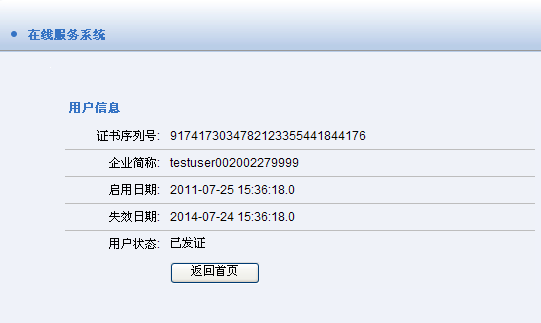 在线服务系统
用户信息
证书序列号: 9174173034782123355441844176
企业简称: testuser002002279999
启用日期: 2011-07-25 15:36:18.0
失效日期: 2014-07-24 15:36:18.0
用户状态: 已发证
返回首页